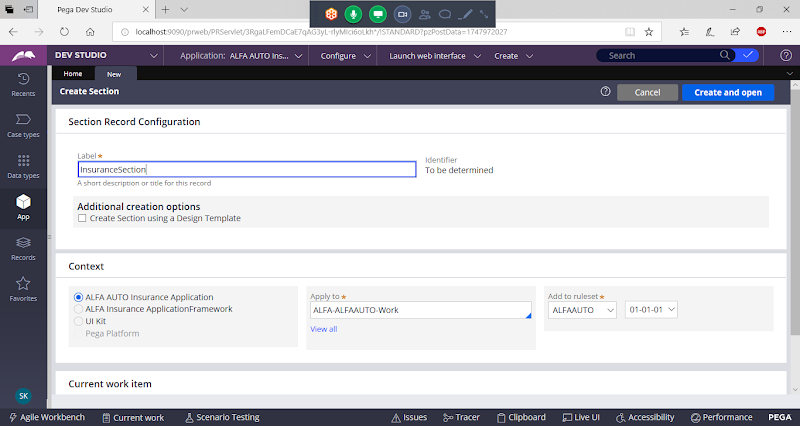 Pega Dev Studio
localhost:9090/prweb/PRServlet/3RgaLFemDCaE7qAG3yL-rlyMIci6oLkh*/!STANDARD?pzPostData=1747972027
DEV STUDIO
Application: ALFA AUTO Ins...
Configure
Launch web interface
Create
Search
Home
New
Create Section
Cancel
Create and open
Recents
Case types
Data types
App
Records
Favorites
SK
Section Record Configuration
Label
InsuranceSection
A short description or title for this record
Identifier
To be determined
Additional creation options
Create Section using a Design Template
Context
ALFA AUTO Insurance Application
ALFA Insurance ApplicationFramework
UI Kit
Pega Platform
Apply to
ALFA-ALFAAUTO-Work
View all
Add to ruleset
ALFAAUTO
01-01-01
Current work item
Agile Workbench
Current work
Scenario Testing
Issues
Tracer
Clipboard
Live UI
Accessibility
Performance
PEGA